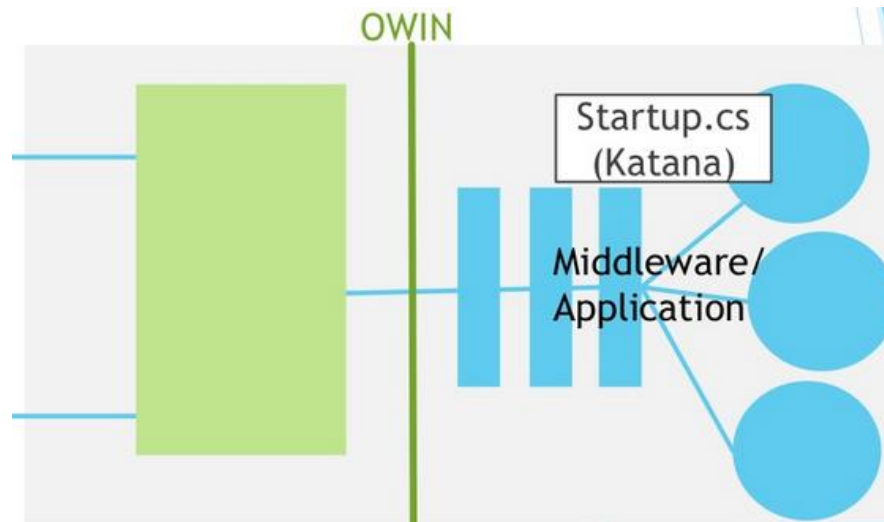 OWIN
Startup.cs
(Katana)
Middleware/
Application